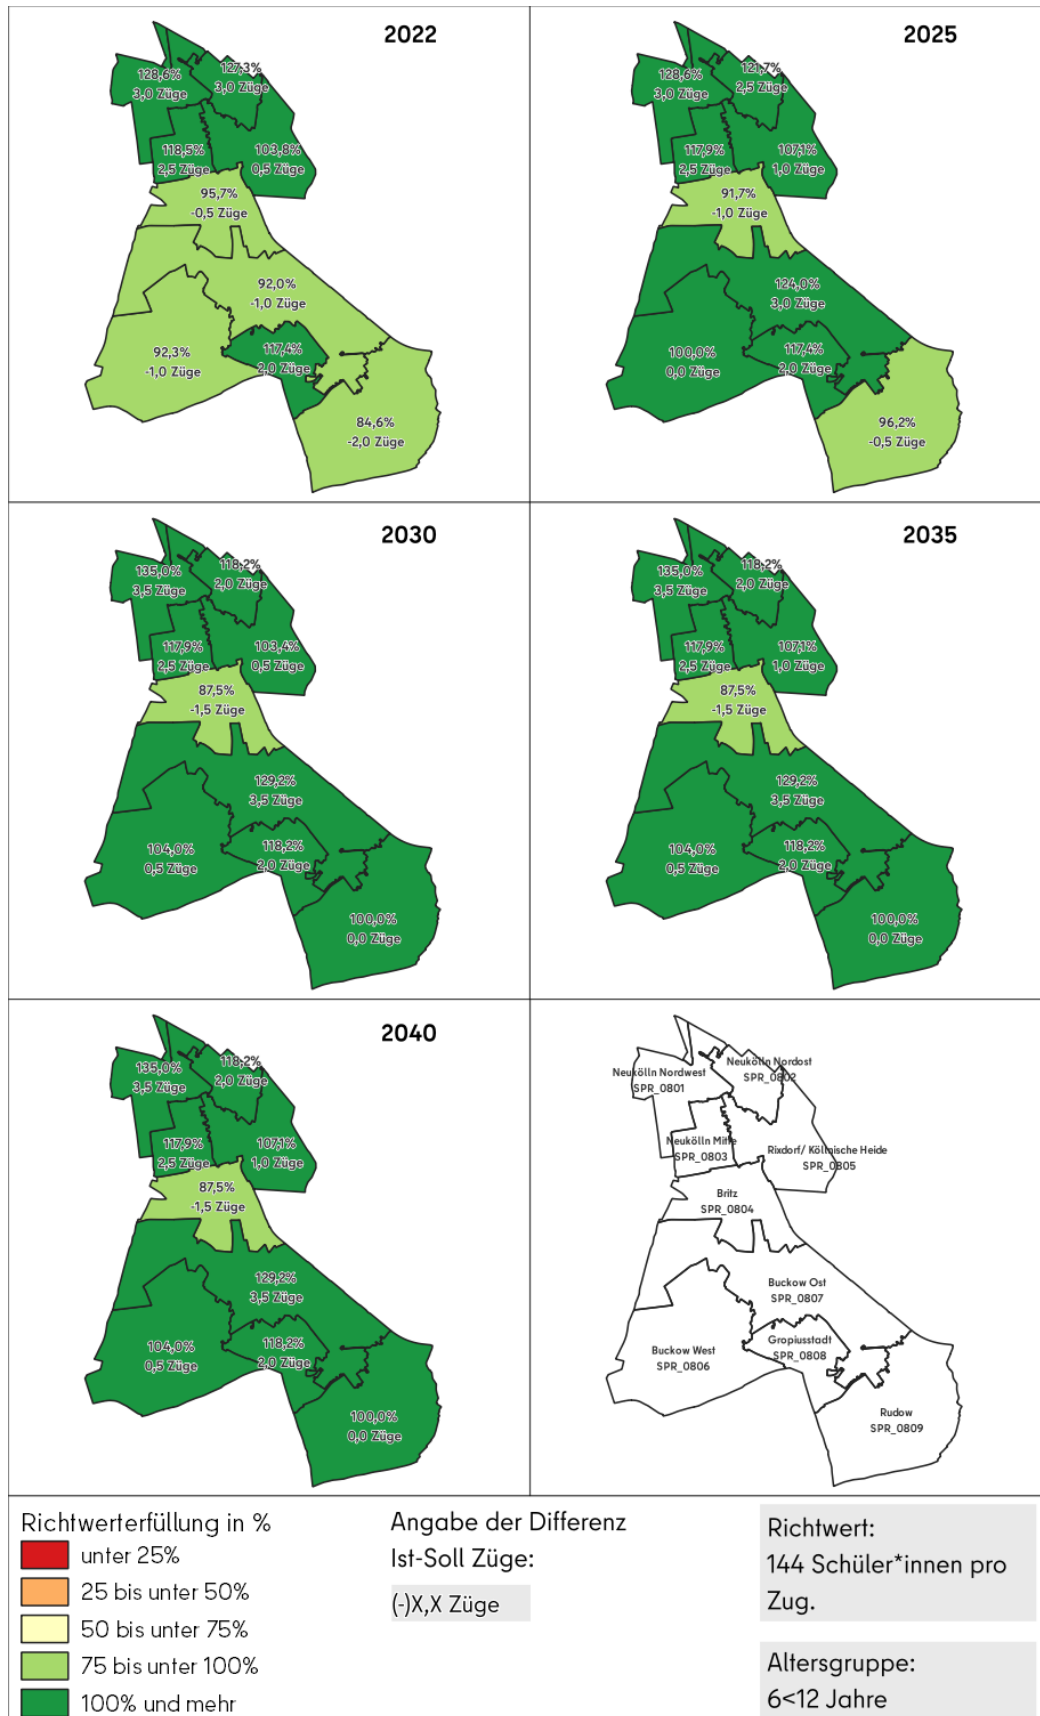 2022
128,6%
3,0 Züge
127,3%
3,0 Züge
118,5%
2,5 Züge
103,8%
0,5 Züge
95,7%
-0,5 Züge
92,0%
-1,0 Züge
92,3%
-1,0 Züge
117,4%
2,0 Züge
84,6%
-2,0 Züge
2025
128,6%
3,0 Züge
121,7%
2,5 Züge
117,9%
2,5 Züge
107,1%
1,0 Züge
91,7%
-1,0 Züge
124,0%
3,0 Züge
100,0%
0,0 Züge
117,4%
2,0 Züge
96,2%
-0,5 Züge
2030
135,0%
3,5 Züge
118,2%
2,0 Züge
117,9%
2,5 Züge
103,4%
0,5 Züge
87,5%
-1,5 Züge
129,2%
3,5 Züge
104,0%
0,5 Züge
118,2%
2,0 Züge
100,0%
0,0 Züge
2035
135,0%
3,5 Züge
118,2%
2,0 Züge
117,9%
2,5 Züge
107,1%
1,0 Züge
87,5%
-1,5 Züge
129,2%
3,5 Züge
104,0%
0,5 Züge
118,2%
2,0 Züge
100,0%
0,0 Züge
2040
135,0%
3,5 Züge
118,2%
2,0 Züge
117,9%
2,5 Züge
107,1%
1,0 Züge
87,5%
-1,5 Züge
129,2%
3,5 Züge
104,0%
0,5 Züge
118,2%
2,0 Züge
100,0%
0,0 Züge
Neukölln Nordwest
SPR_0801
Neukölln Nordost
SPR_0802
Neukölln Mitte
SPR_0803
Rixdorf/ Köllnische Heide
SPR_0805
Britz
SPR_0804
Buckow Ost
SPR_0807
Buckow West
SPR_0806
Gropiusstadt
SPR_0808
Rudow
SPR_0809
Richtwerterfüllung in %
unter 25%
25 bis unter 50%
50 bis unter 75%
75 bis unter 100%
100% und mehr
Angabe der Differenz
Ist-Soll Züge:
(-)X,X Züge
Richtwert:
144 Schüler*innen pro
Zug.
Altersgruppe:
6<12 Jahre